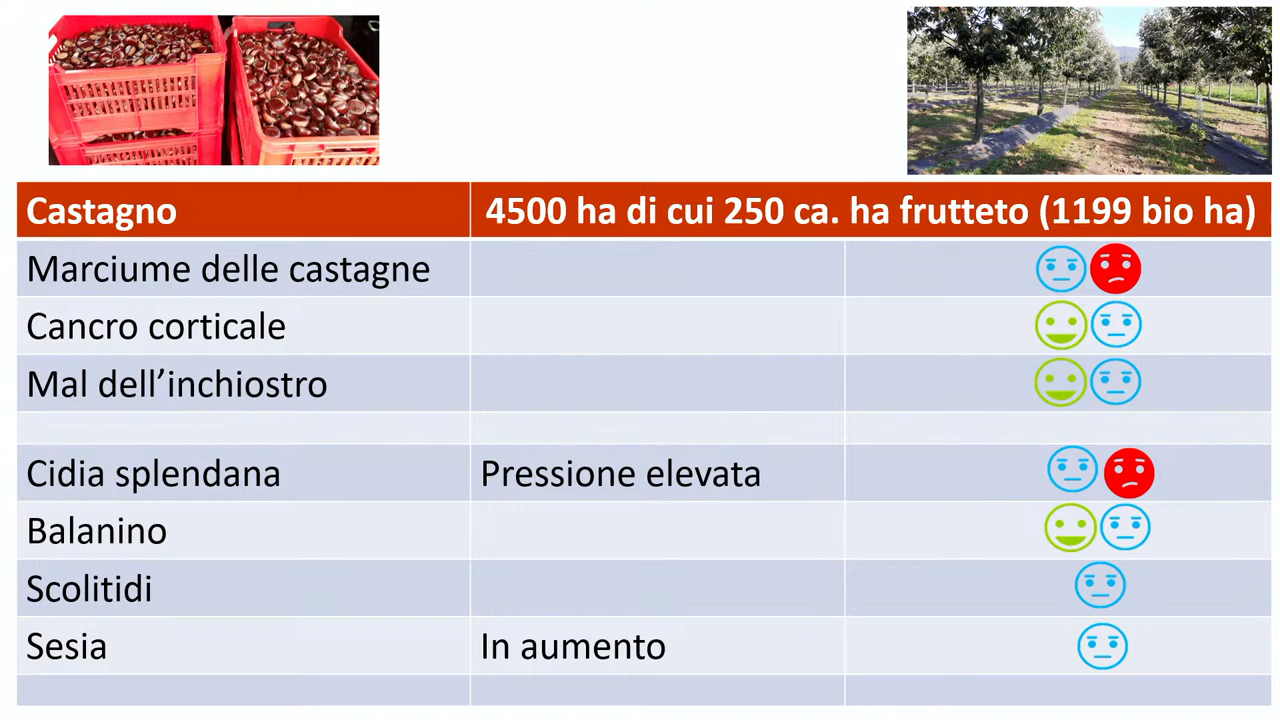 Castagno
4500 ha di cui 250 ca. ha frutteto (1199 bio ha)
Marciume delle castagne
Cancro corticale
Mal dell’inchiostro
Cidia splendana
Pressione elevata
Balanino
Scolitidi
Sesia
In aumento